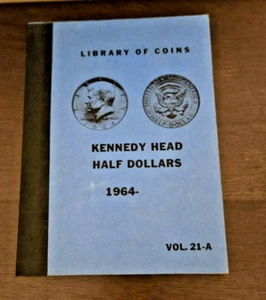 LIBRARY OF COINS
KENNEDY HEAD
HALF DOLLARS
1964-
VOL. 21-A